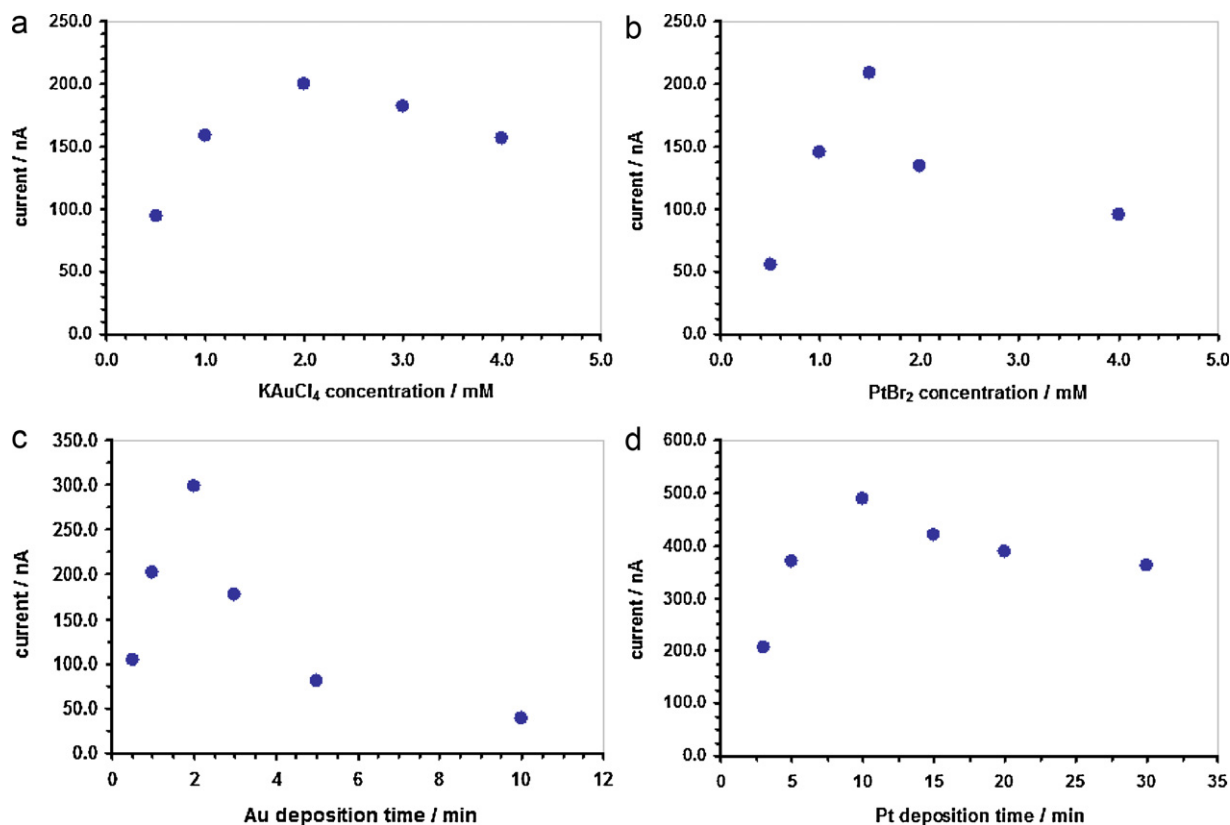 a
250.0
200.0
150.0
100.0
50.0
0.0
current / nA
0.0 1.0 2.0 3.0 4.0 5.0
KAuCl₄ concentration / mM
b
250.0
200.0
150.0
100.0
50.0
0.0
current / nA
0.0 1.0 2.0 3.0 4.0 5.0
PtBr₂ concentration / mM
c
350.0
300.0
250.0
200.0
150.0
100.0
50.0
0.0
current / nA
0 2 4 6 8 10 12
Au deposition time / min
d
600.0
500.0
400.0
300.0
200.0
100.0
0.0
current / nA
0 5 10 15 20 25 30 35
Pt deposition time / min